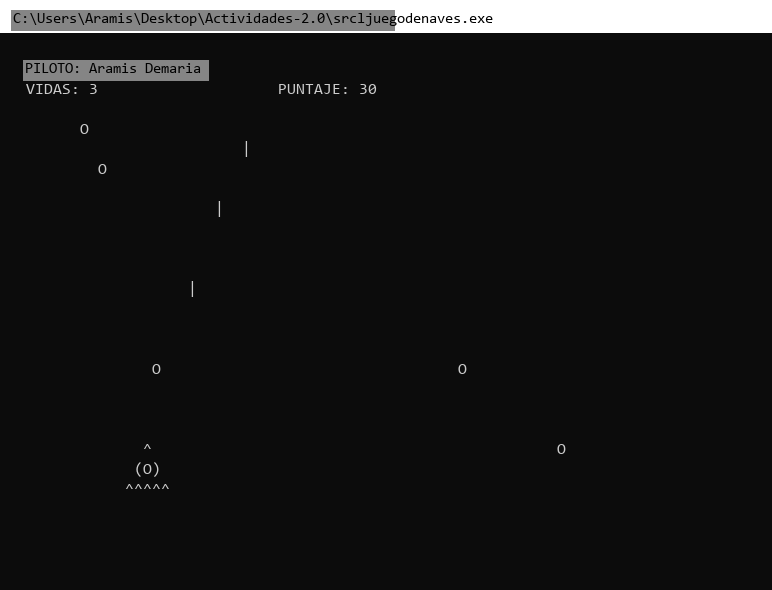 C:\Users\Aramis\Desktop\Actividades-2.0\srcljuegodenaves.exe
PILOTO: Aramis Demaria
VIDAS: 3 PUNTAJE: 30
O
|
O
|
|
O O
^ O
(O)
^^^^^